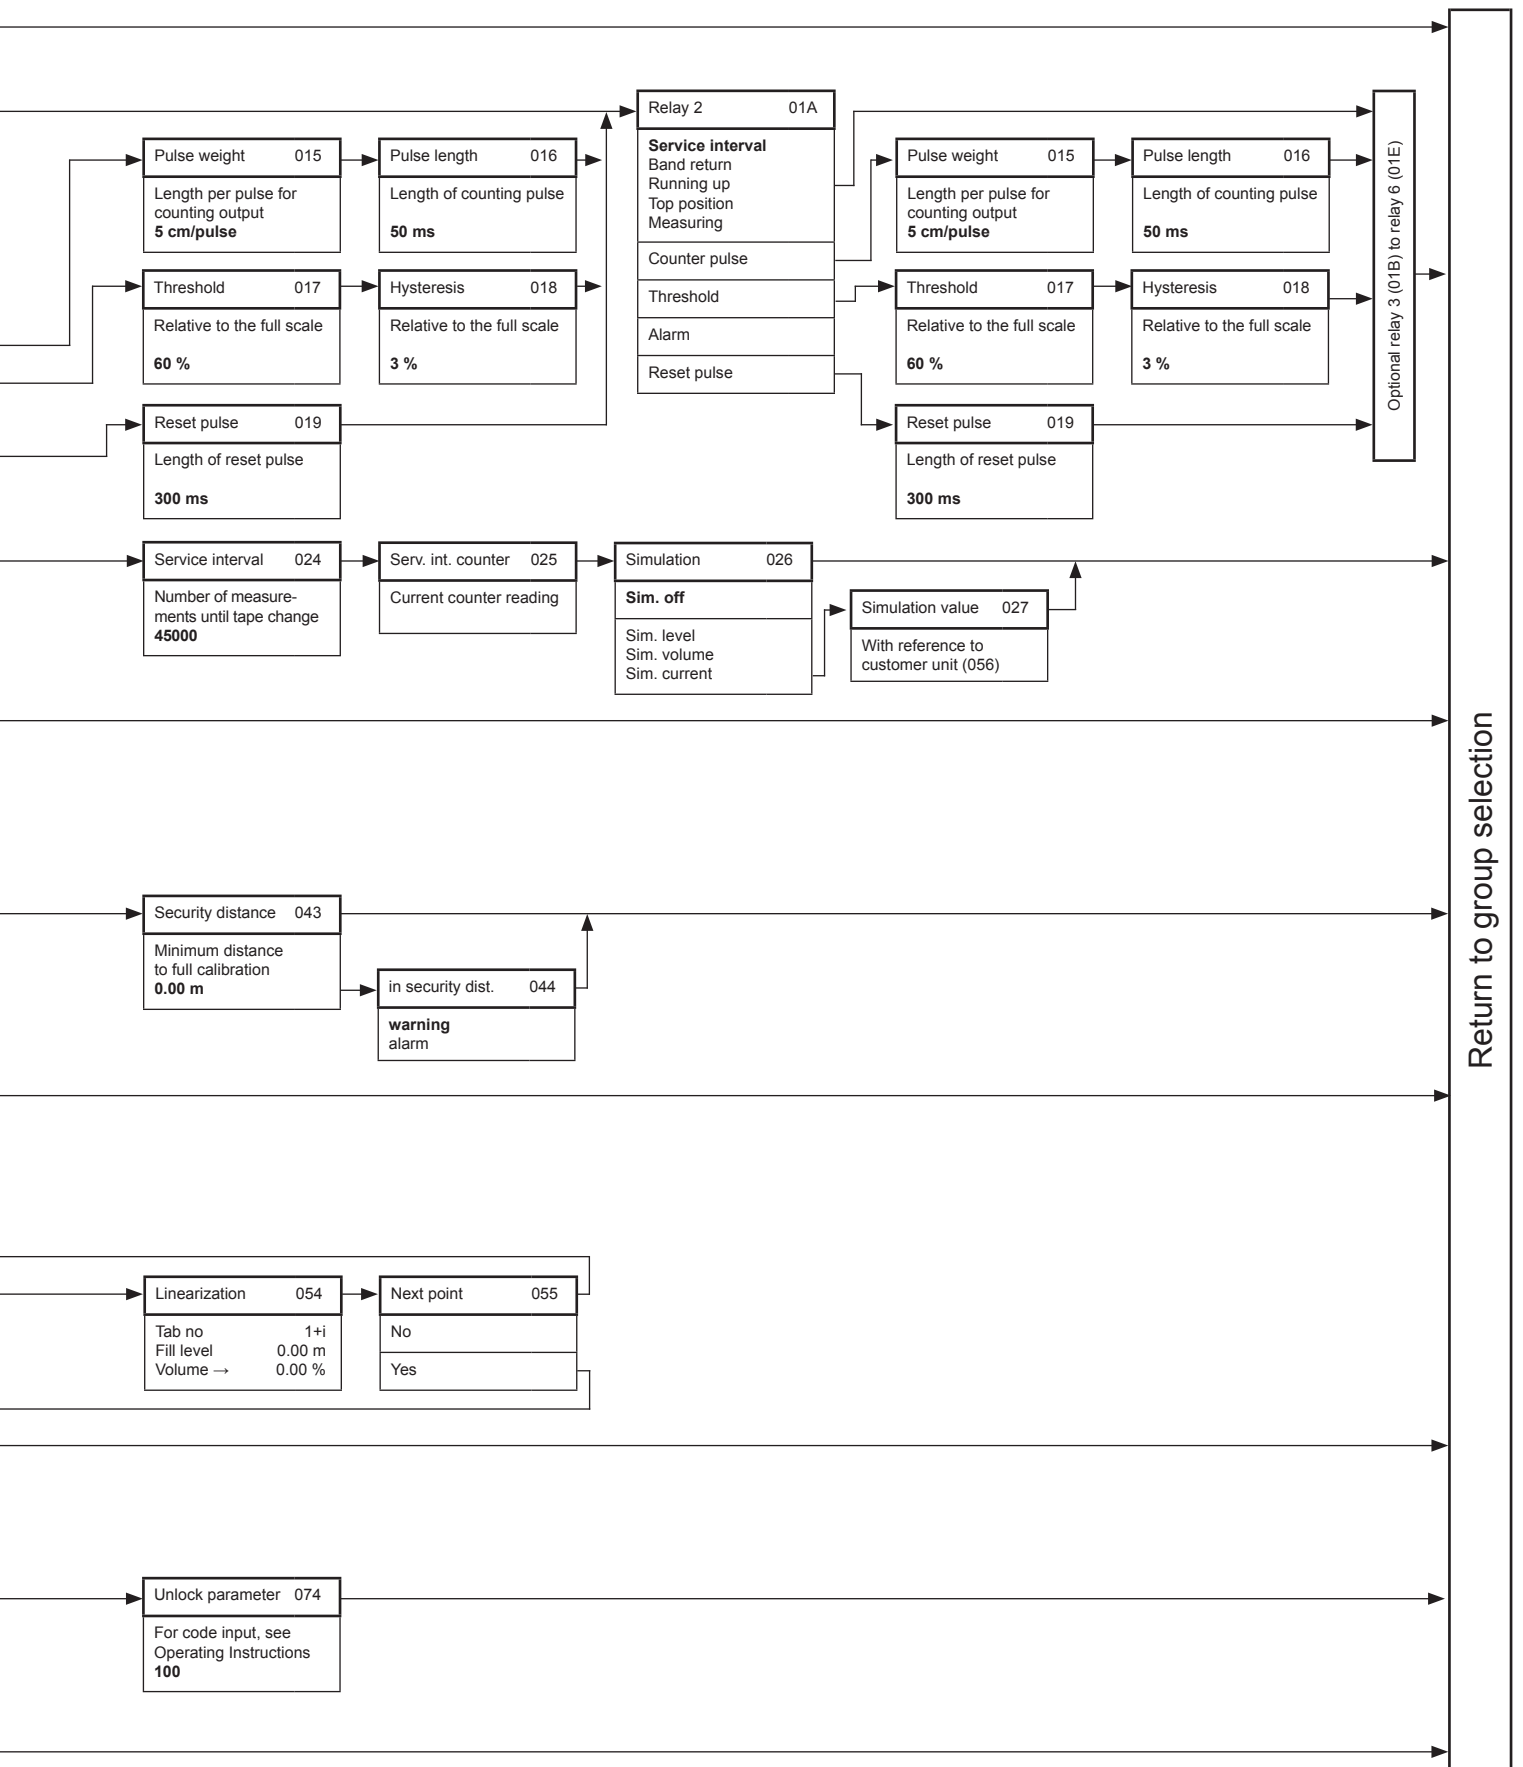 Relay 2 01A
Service interval
Band return
Running up
Top position
Measuring
Counter pulse
Threshold
Alarm
Reset pulse
Pulse weight 015
Length per pulse for
counting output
5 cm/pulse
Pulse length 016
Length of counting pulse
50 ms
Pulse weight 015
Length per pulse for
counting output
5 cm/pulse
Pulse length 016
Length of counting pulse
50 ms
Threshold 017
Relative to the full scale
60 %
Hysteresis 018
Relative to the full scale
3 %
Threshold 017
Relative to the full scale
60 %
Hysteresis 018
Relative to the full scale
3 %
Reset pulse 019
Length of reset pulse
300 ms
Reset pulse 019
Length of reset pulse
300 ms
Optional relay 3 (01B) to relay 6 (01E)
Service interval 024
Number of measure-
ments until tape change
45000
Serv. int. counter 025
Current counter reading
Simulation 026
Sim. off
Sim. level
Sim. volume
Sim. current
Simulation value 027
With reference to
customer unit (056)
Security distance 043
Minimum distance
to full calibration
0.00 m
in security dist. 044
warning
alarm
Linearization 054
Tab no 1+i
Fill level 0.00 m
Volume → 0.00 %
Next point 055
No
Yes
Unlock parameter 074
For code input, see
Operating Instructions
100
Return to group selection